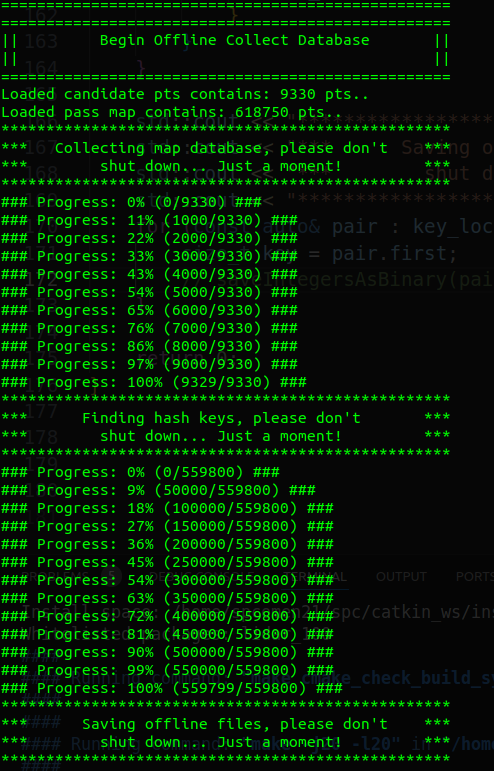 ==================================================
==================================================
||         Begin Offline Collect Database       ||
||                                              ||
==================================================
Loaded candidate pts contains: 9330 pts..
Loaded pass map contains: 618750 pts..
**************************************************
***   Collecting map database, please don't    ***
***        shut down... Just a moment!         ***
**************************************************
### Progress: 0% (0/9330) ###
### Progress: 11% (1000/9330) ###
### Progress: 22% (2000/9330) ###
### Progress: 33% (3000/9330) ###
### Progress: 43% (4000/9330) ###
### Progress: 54% (5000/9330) ###
### Progress: 65% (6000/9330) ###
### Progress: 76% (7000/9330) ###
### Progress: 86% (8000/9330) ###
### Progress: 97% (9000/9330) ###
### Progress: 100% (9329/9330) ###
**************************************************
***      Finding hash keys, please don't       ***
***        shut down... Just a moment!         ***
**************************************************
### Progress: 0% (0/559800) ###
### Progress: 9% (50000/559800) ###
### Progress: 18% (100000/559800) ###
### Progress: 27% (150000/559800) ###
### Progress: 36% (200000/559800) ###
### Progress: 45% (250000/559800) ###
### Progress: 54% (300000/559800) ###
### Progress: 63% (350000/559800) ###
### Progress: 72% (400000/559800) ###
### Progress: 81% (450000/559800) ###
### Progress: 90% (500000/559800) ###
### Progress: 99% (550000/559800) ###
### Progress: 100% (559799/559800) ###
**************************************************
***      Saving offline files, please don't    ***
***        shut down... Just a moment!         ***
**************************************************